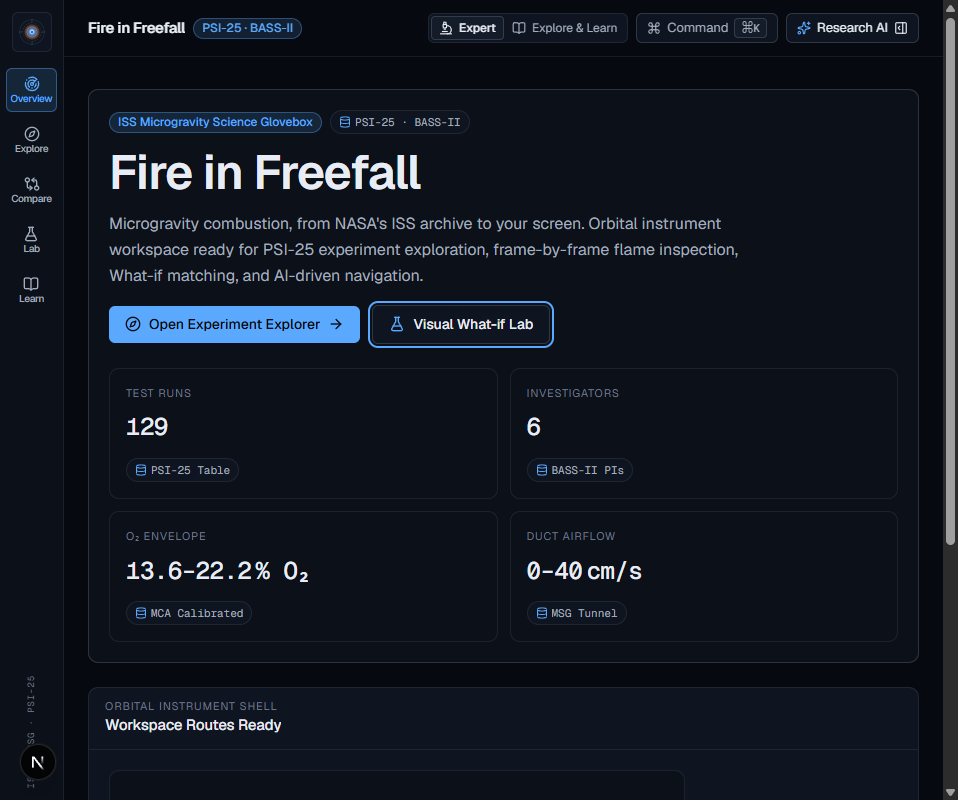 Fire in Freefall
PSI-25 · BASS-II
Expert
Explore & Learn
Command
⌘K
Research AI
Overview
Explore
Compare
Lab
Learn
ISS Microgravity Science Glovebox
PSI-25 · BASS-II
Fire in Freefall
Microgravity combustion, from NASA's ISS archive to your screen. Orbital instrument
workspace ready for PSI-25 experiment exploration, frame-by-frame flame inspection,
What-if matching, and AI-driven navigation.
Open Experiment Explorer →
Visual What-if Lab
TEST RUNS
129
PSI-25 Table
INVESTIGATORS
6
BASS-II PIs
O₂ ENVELOPE
13.6–22.2% O₂
MCA Calibrated
DUCT AIRFLOW
0–40 cm/s
MSG Tunnel
ORBITAL INSTRUMENT SHELL
Workspace Routes Ready
SG · PSI-25
N